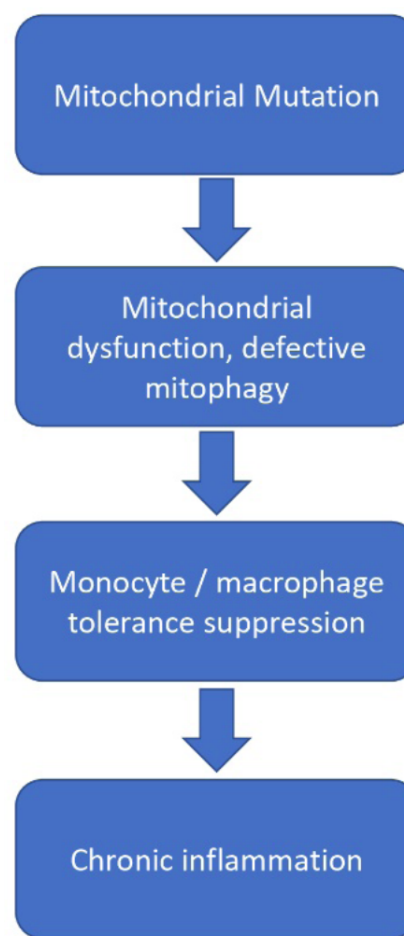 Mitochondrial Mutation
Mitochondrial
dysfunction, defective
mitophagy
Monocyte / macrophage
tolerance suppression
Chronic inflammation